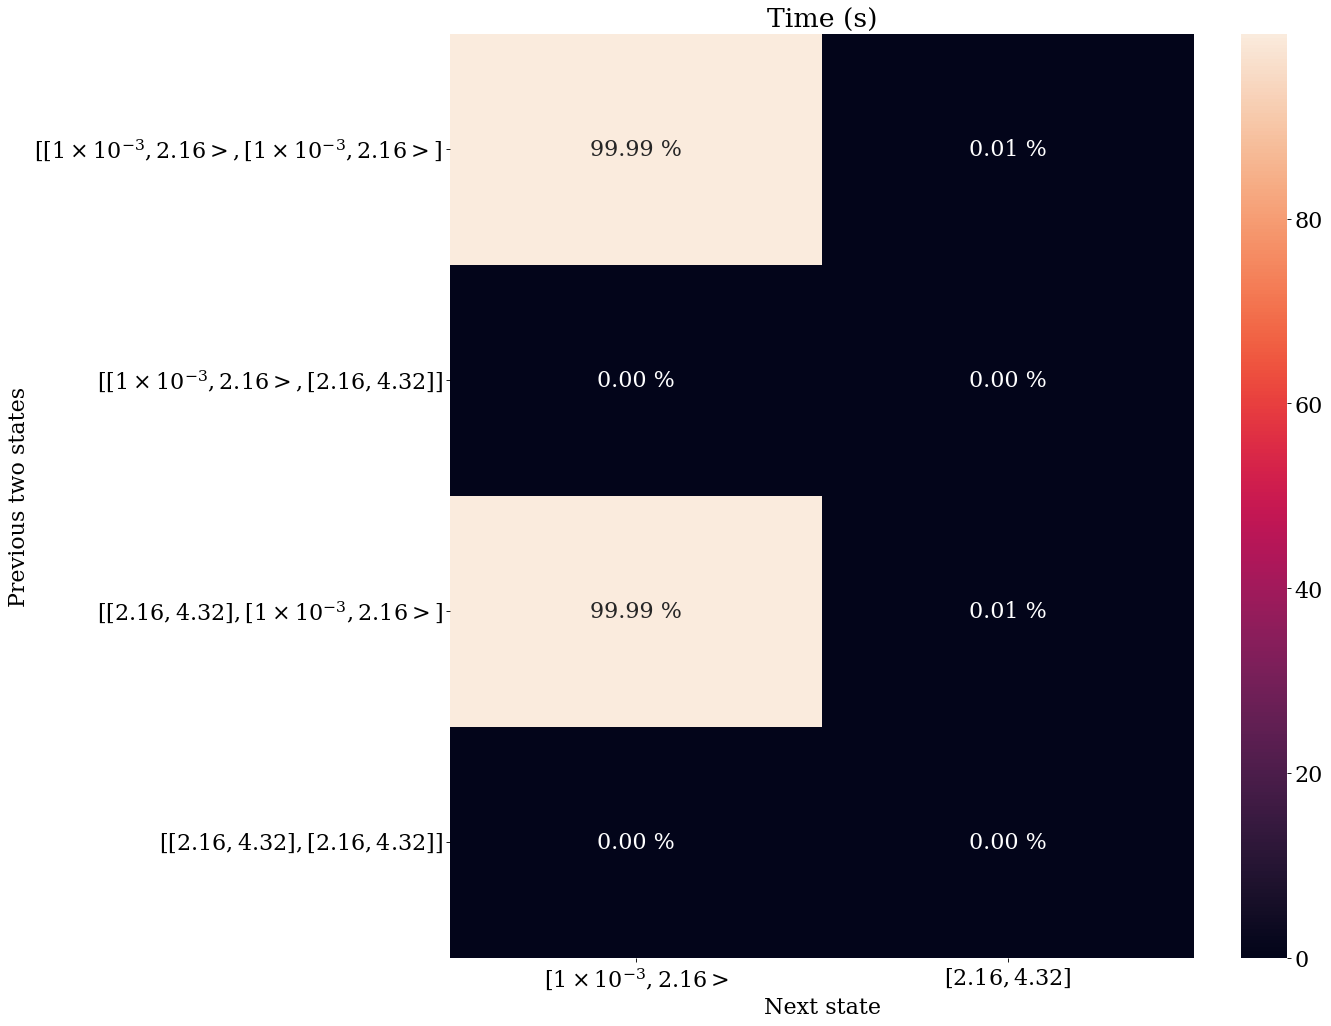 Time (s)
[[1 × 10⁻³, 2.16 >, [1 × 10⁻³, 2.16 >]
99.99 % 0.01 %
[[1 × 10⁻³, 2.16 >, [2.16, 4.32]]
0.00 % 0.00 %
[[2.16, 4.32], [1 × 10⁻³, 2.16 >]
99.99 % 0.01 %
[[2.16, 4.32], [2.16, 4.32]]
0.00 % 0.00 %
Previous two states
[1 × 10⁻³, 2.16 > [2.16, 4.32]
Next state
80
60
40
20
0